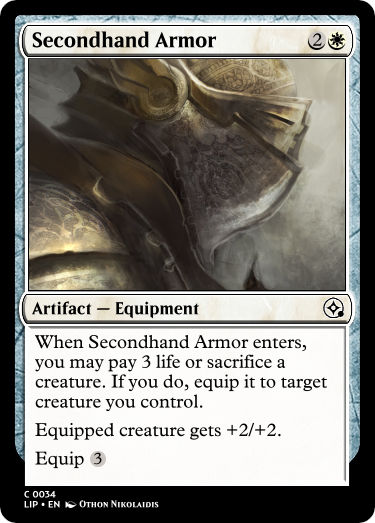 Secondhand Armor 2
Artifact — Equipment
When Secondhand Armor enters,
you may pay 3 life or sacrifice a
creature. If you do, equip it to target
creature you control.
Equipped creature gets +2/+2.
Equip 3
C 0034
LIP • EN Othon Nikolaidis